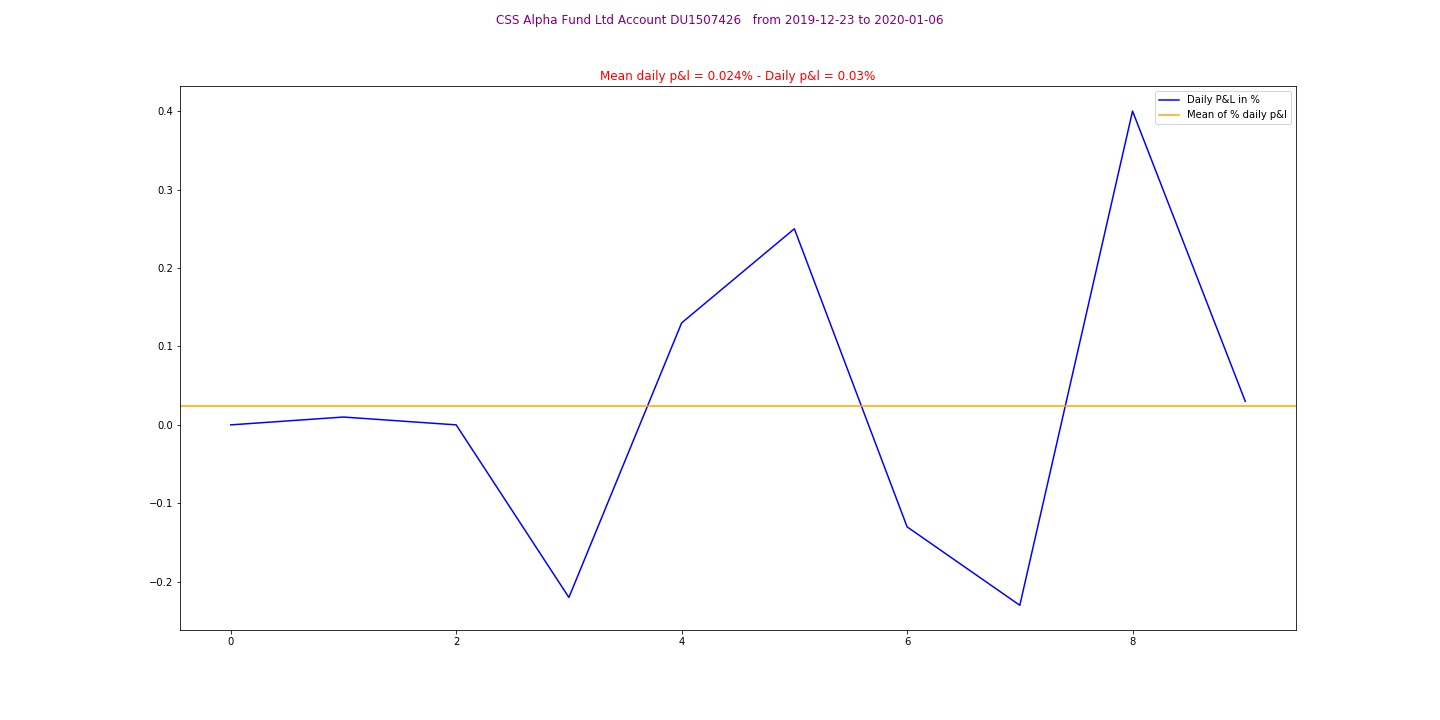 CSS Alpha Fund Ltd Account DU1507426   from 2019-12-23 to 2020-01-06
Mean daily p&l = 0.024% - Daily p&l = 0.03%
Daily P&L in %
Mean of % daily p&l
0.4
0.3
0.2
0.1
0.0
−0.1
−0.2
0 2 4 6 8